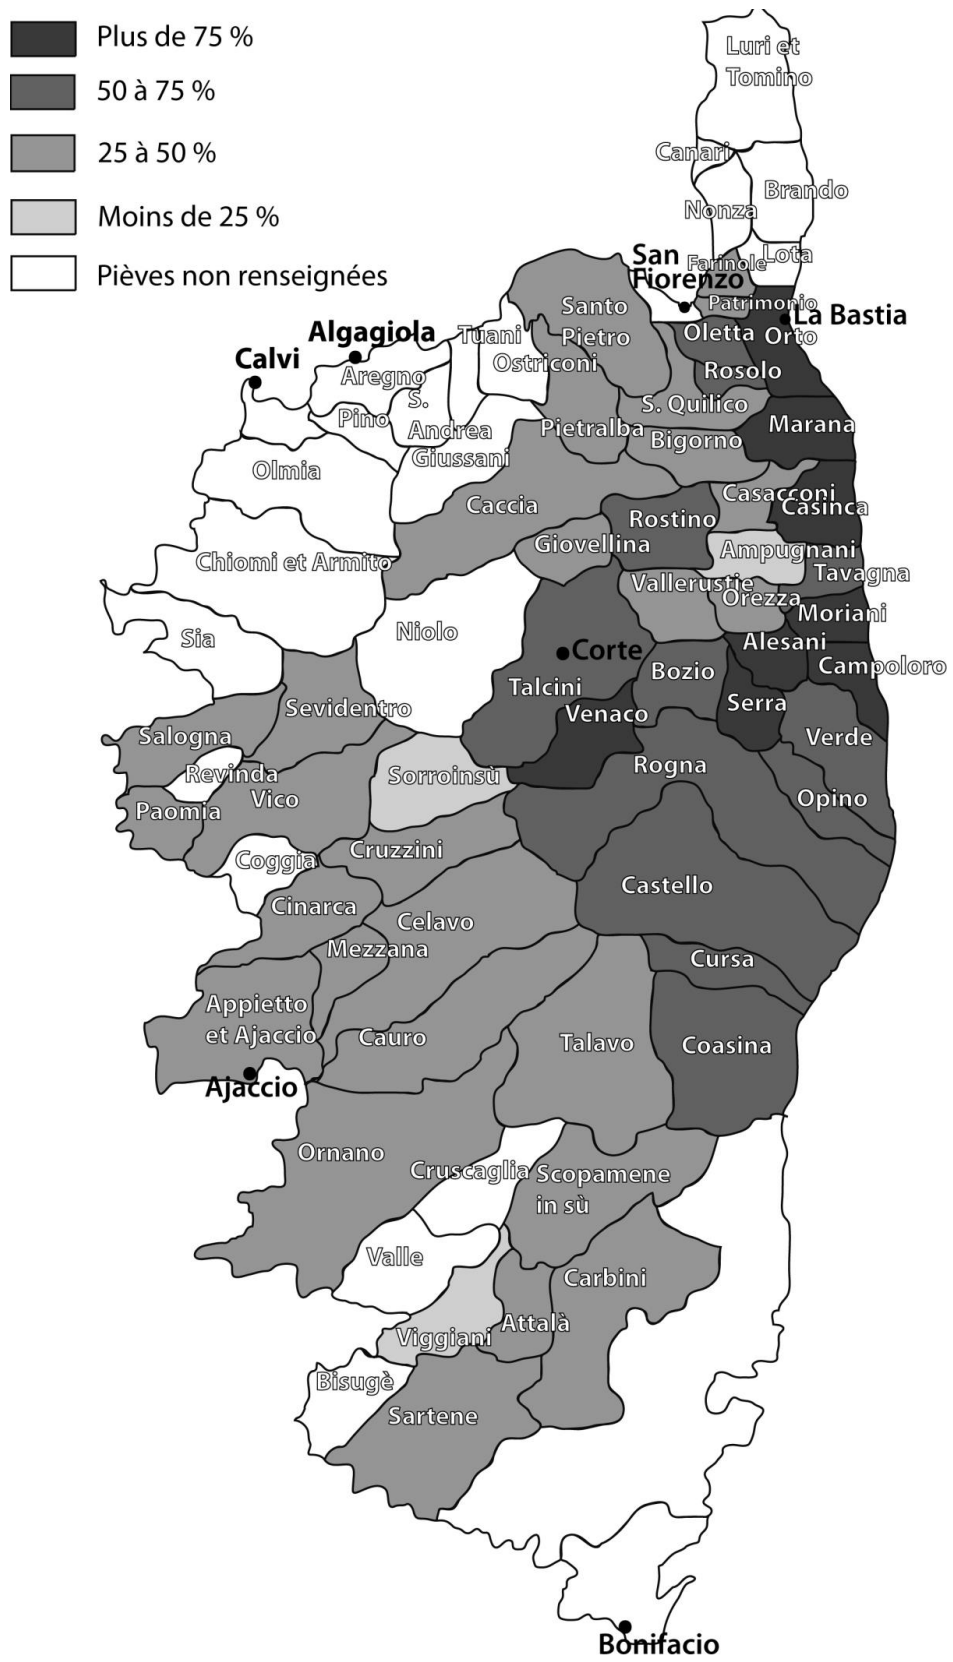 Plus de 75 %
50 à 75 %
25 à 50 %
Moins de 25 %
Pièves non renseignées
Luri et
Tomino
Canari
Brando
Nonza
Lota
San
Fiorenzo
Farinole
Patrimonio
La Bastia
Santo
Pietro
Oletta
Orto
Algagiola
Tuani
Ostriconi
Calvi
Aregno
Rosolo
S.
Andrea
Pino
S. Quilico
Pietralba
Bigorno
Marana
Giussani
Olmia
Caccia
Casacconi
Casinca
Rostino
Giovellina
Ampugnani
Chiomi et Armito
Tavagna
Vallerustie
Orezza
Moriani
Niolo
Sia
Corte
Alesani
Campoloro
Bozio
Talcini
Venaco
Serra
Sevidentro
Salogna
Verde
Rogna
Revinda
Sorroinsù
Vico
Opino
Paomia
Cruzzini
Coggia
Castello
Cinarca
Celavo
Mezzana
Cursa
Appietto
et Ajaccio
Cauro
Talavo
Coasina
Ajaccio
Ornano
Cruscaglia
Scopamene
in sù
Valle
Carbini
Attalà
Viggiani
Bisugè
Sartene
Bonifacio